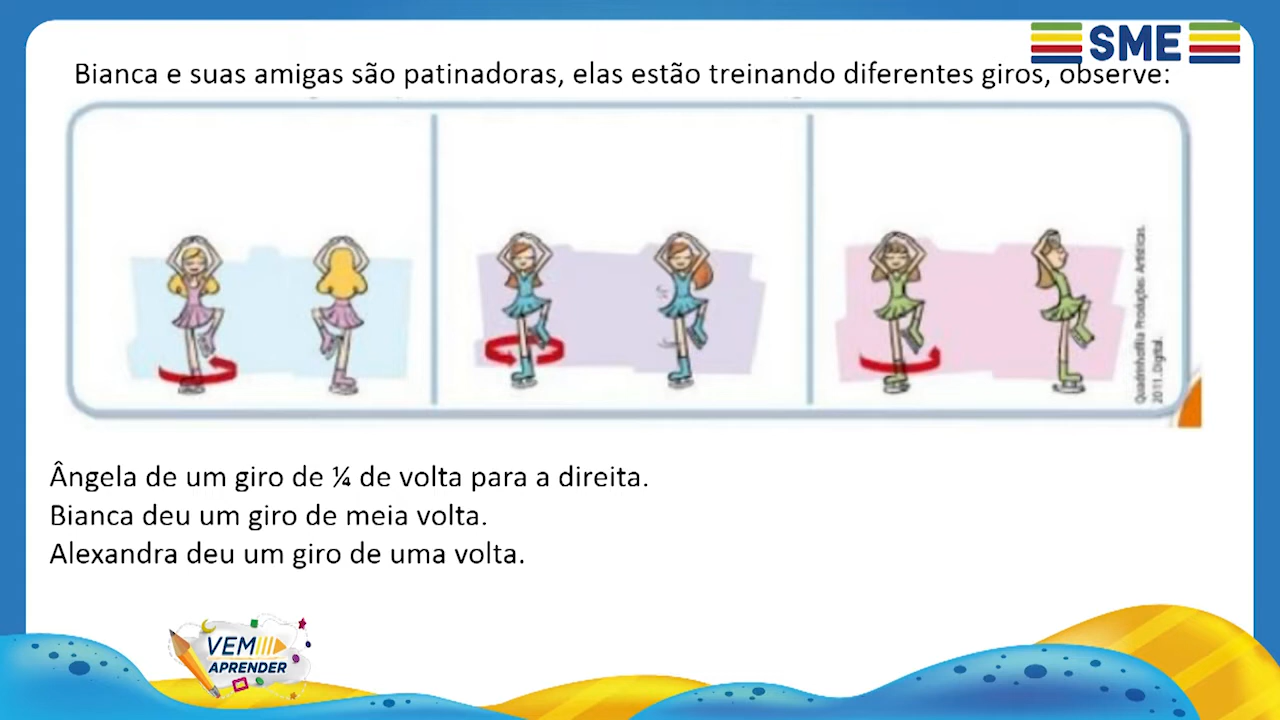 SME
Bianca e suas amigas são patinadoras, elas estão treinando diferentes giros, observe:
Quadrinhofilia Produções Artísticas.
2011. Digital.
Ângela de um giro de ¼ de volta para a direita.
Bianca deu um giro de meia volta.
Alexandra deu um giro de uma volta.
VEM
APRENDER